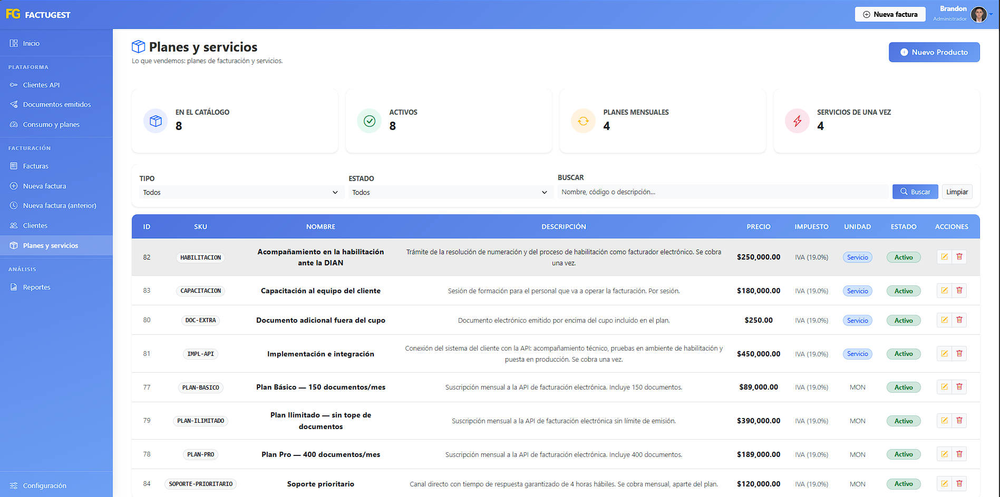 FG FACTUGEST
Nueva factura
Brandon
Administrador
Inicio
PLATAFORMA
Clientes API
Documentos emitidos
Consumo y planes
FACTURACIÓN
Facturas
Nueva factura
Nueva factura (anterior)
Clientes
Planes y servicios
ANÁLISIS
Reportes
Configuración
Planes y servicios
Lo que vendemos: planes de facturación y servicios.
Nuevo Producto
EN EL CATÁLOGO
8
ACTIVOS
8
PLANES MENSUALES
4
SERVICIOS DE UNA VEZ
4
TIPO
Todos
ESTADO
Todos
BUSCAR
Nombre, código o descripción...
Buscar
Limpiar
ID SKU NOMBRE DESCRIPCIÓN PRECIO IMPUESTO UNIDAD ESTADO ACCIONES
82 HABILITACION Acompañamiento en la habilitación ante la DIAN Trámite de la resolución de numeración y del proceso de habilitación como facturador electrónico. Se cobra una vez. $250,000.00 IVA (19.0%) Servicio Activo
83 CAPACITACION Capacitación al equipo del cliente Sesión de formación para el personal que va a operar la facturación. Por sesión. $180,000.00 IVA (19.0%) Servicio Activo
80 DOC-EXTRA Documento adicional fuera del cupo Documento electrónico emitido por encima del cupo incluido en el plan. $250.00 IVA (19.0%) Servicio Activo
81 IMPL-API Implementación e integración Conexión del sistema del cliente con la API: acompañamiento técnico, pruebas en ambiente de habilitación y puesta en producción. Se cobra una vez. $450,000.00 IVA (19.0%) Servicio Activo
77 PLAN-BASICO Plan Básico — 150 documentos/mes Suscripción mensual a la API de facturación electrónica. Incluye 150 documentos. $89,000.00 IVA (19.0%) MON Activo
79 PLAN-ILIMITADO Plan Ilimitado — sin tope de documentos Suscripción mensual a la API de facturación electrónica sin límite de emisión. $390,000.00 IVA (19.0%) MON Activo
78 PLAN-PRO Plan Pro — 400 documentos/mes Suscripción mensual a la API de facturación electrónica. Incluye 400 documentos. $189,000.00 IVA (19.0%) MON Activo
84 SOPORTE-PRIORITARIO Soporte prioritario Canal directo con tiempo de respuesta garantizado de 4 horas hábiles. Se cobra mensual, aparte del plan. $120,000.00 IVA (19.0%) MON Activo